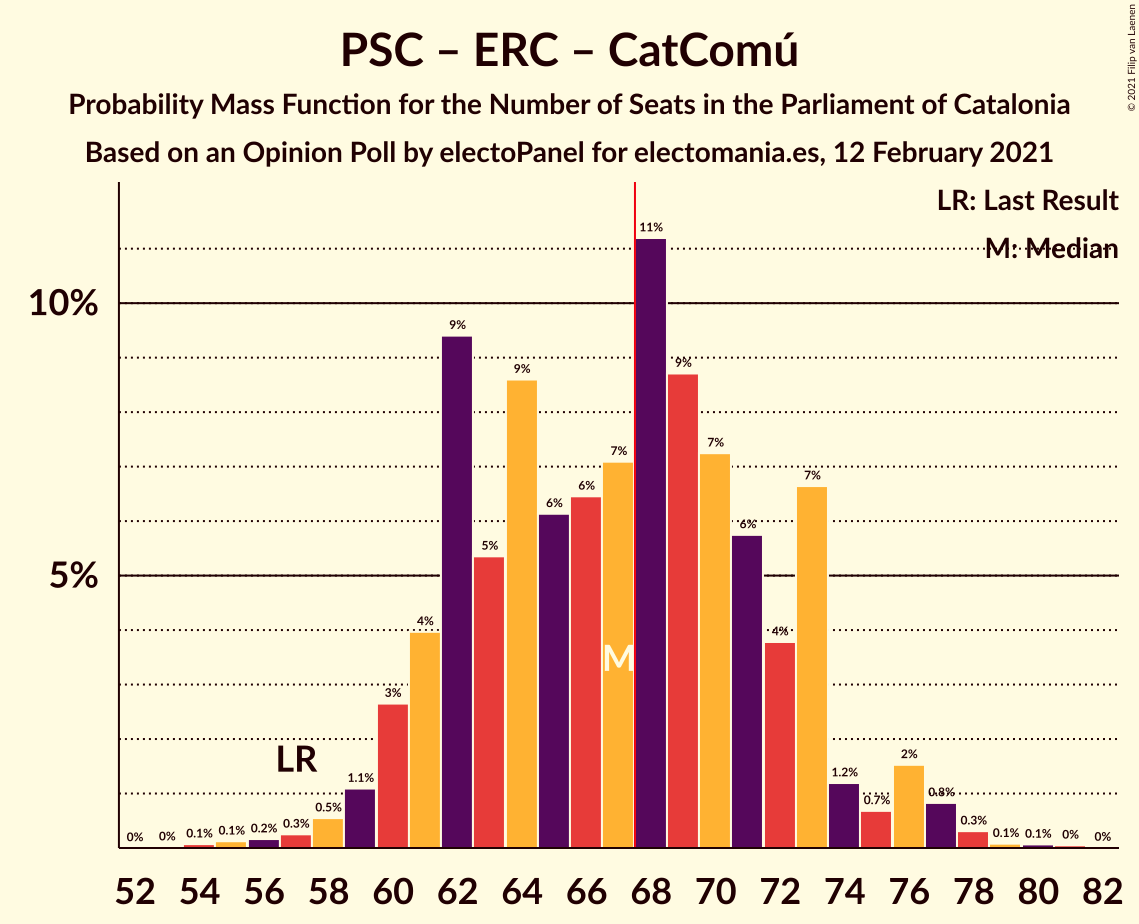 PSC – ERC – CatComú
Probability Mass Function for the Number of Seats in the Parliament of Catalonia
Based on an Opinion Poll by electoPanel for electomania.es, 12 February 2021
© 2021 Filip van Laenen
LR: Last Result
M: Median
10%
5%
0% 0% 0.1% 0.1% 0.2% 0.3% 0.5% 1.1% 3% 4% 9% 5% 9% 6% 6% 7% 11% 9% 7% 6% 4% 7% 1.2% 0.7% 2% 0.8% 0.3% 0.1% 0.1% 0% 0%
LR
M
52 54 56 58 60 62 64 66 68 70 72 74 76 78 80 82